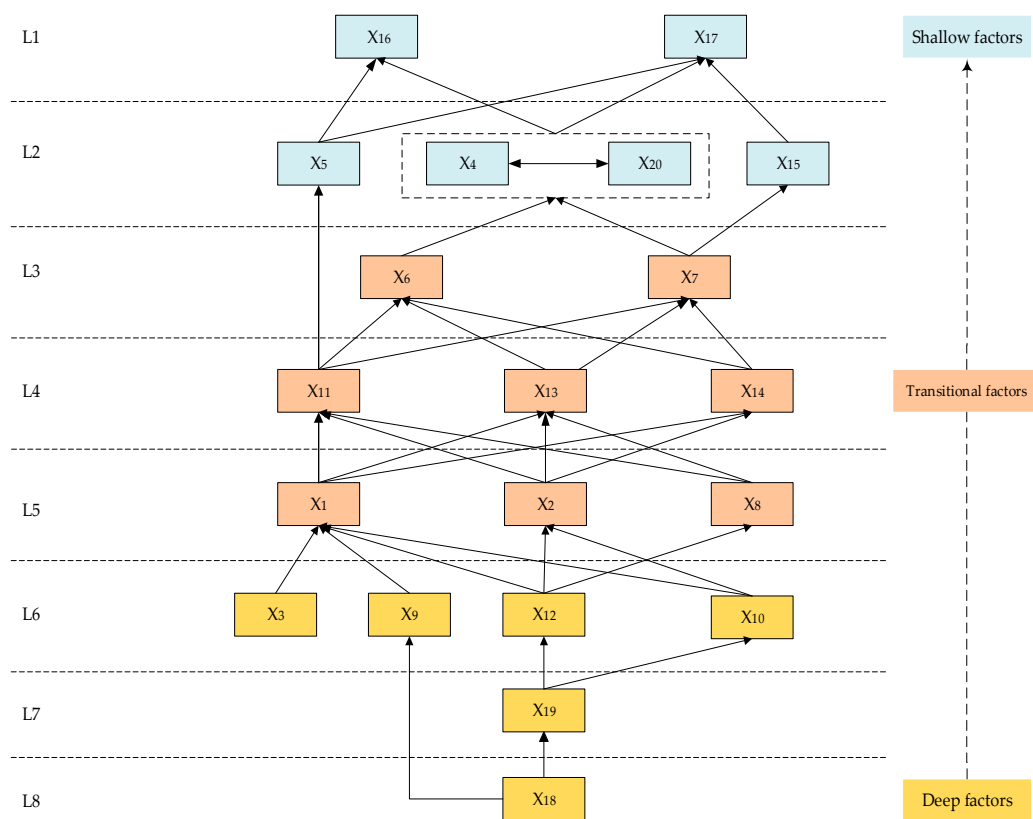 L1
X16
X17
Shallow factors
L2
X5
X4
X20
X15
L3
X6
X7
L4
X11
X13
X14
Transitional factors
L5
X1
X2
X8
L6
X3
X9
X12
X10
L7
X19
L8
X18
Deep factors